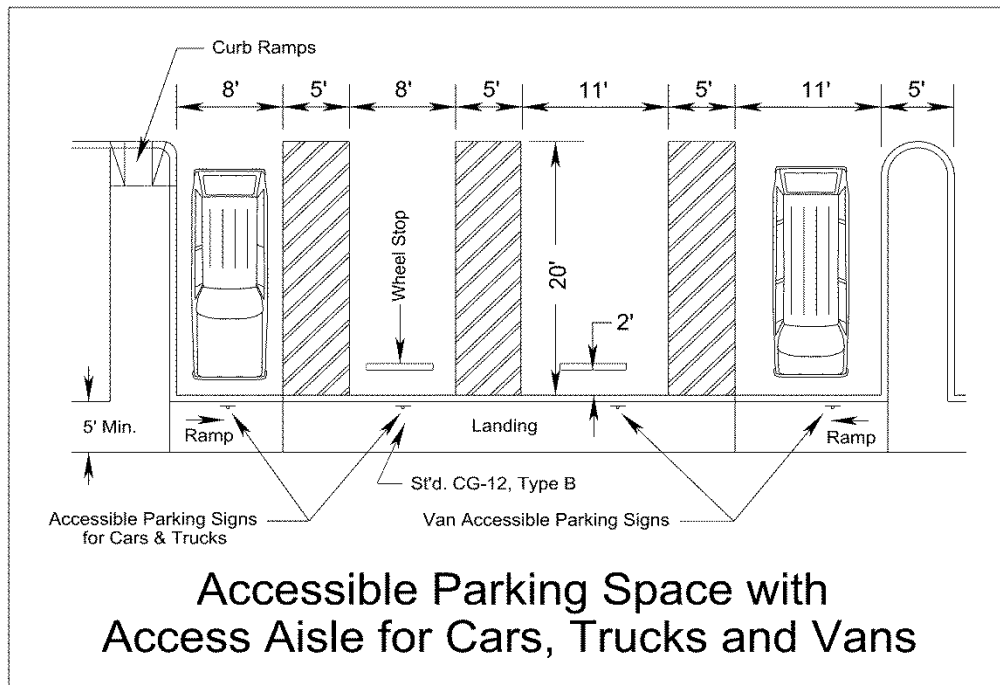 Curb Ramps
8' 5' 8' 5' 11' 5' 11' 5'
Wheel Stop
20'
2'
5' Min.
Ramp
Landing
Ramp
St'd. CG-12, Type B
Accessible Parking Signs
for Cars & Trucks
Van Accessible Parking Signs
Accessible Parking Space with
Access Aisle for Cars, Trucks and Vans